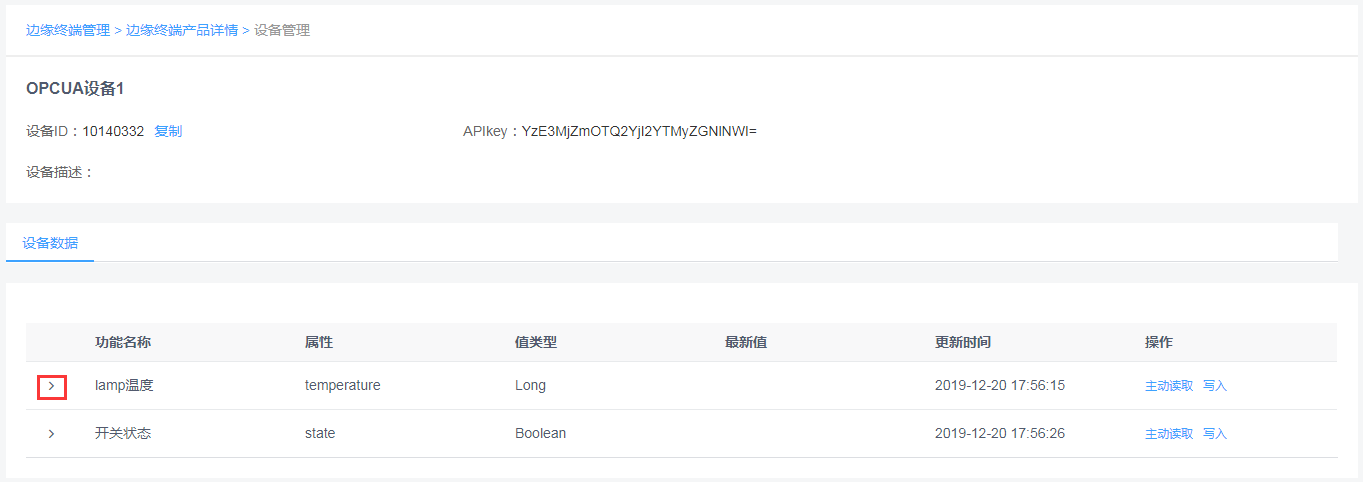 边缘终端管理 > 边缘终端产品详情 > 设备管理
OPCUA设备1
设备ID：10140332 复制 APIkey：YzE3MjZmOTQ2YjI2YTMyZGNlNWI=
设备描述：
设备数据
功能名称 属性 值类型 最新值 更新时间 操作
lamp温度 temperature Long 2019-12-20 17:56:15 主动读取 写入
开关状态 state Boolean 2019-12-20 17:56:26 主动读取 写入